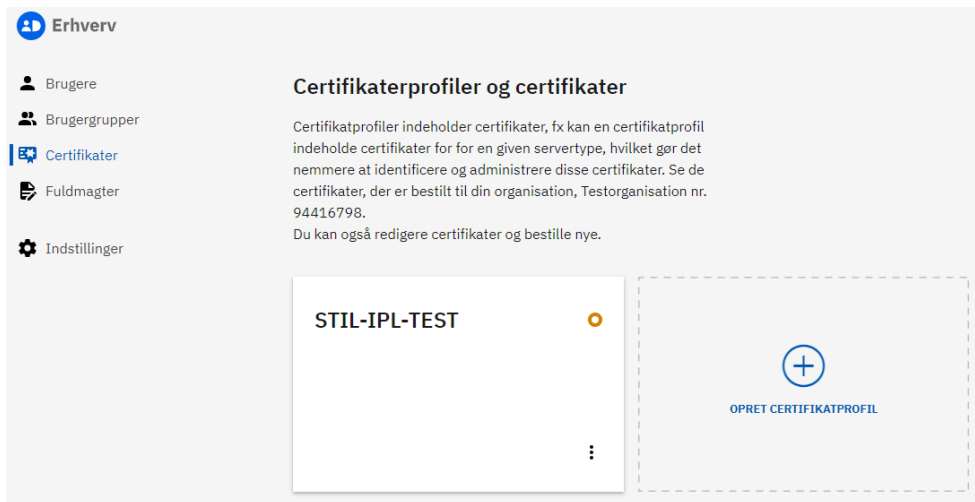 Erhverv
Brugere
Brugergrupper
Certifikater
Fuldmagter
Indstillinger
Certifikaterprofiler og certifikater
Certifikatprofiler indeholder certifikater, fx kan en certifikatprofil
indeholde certifikater for for en given servertype, hvilket gør det
nemmere at identificere og administrere disse certifikater. Se de
certifikater, der er bestilt til din organisation, Testorganisation nr.
94416798.
Du kan også redigere certifikater og bestille nye.
STIL-IPL-TEST
OPRET CERTIFIKATPROFIL